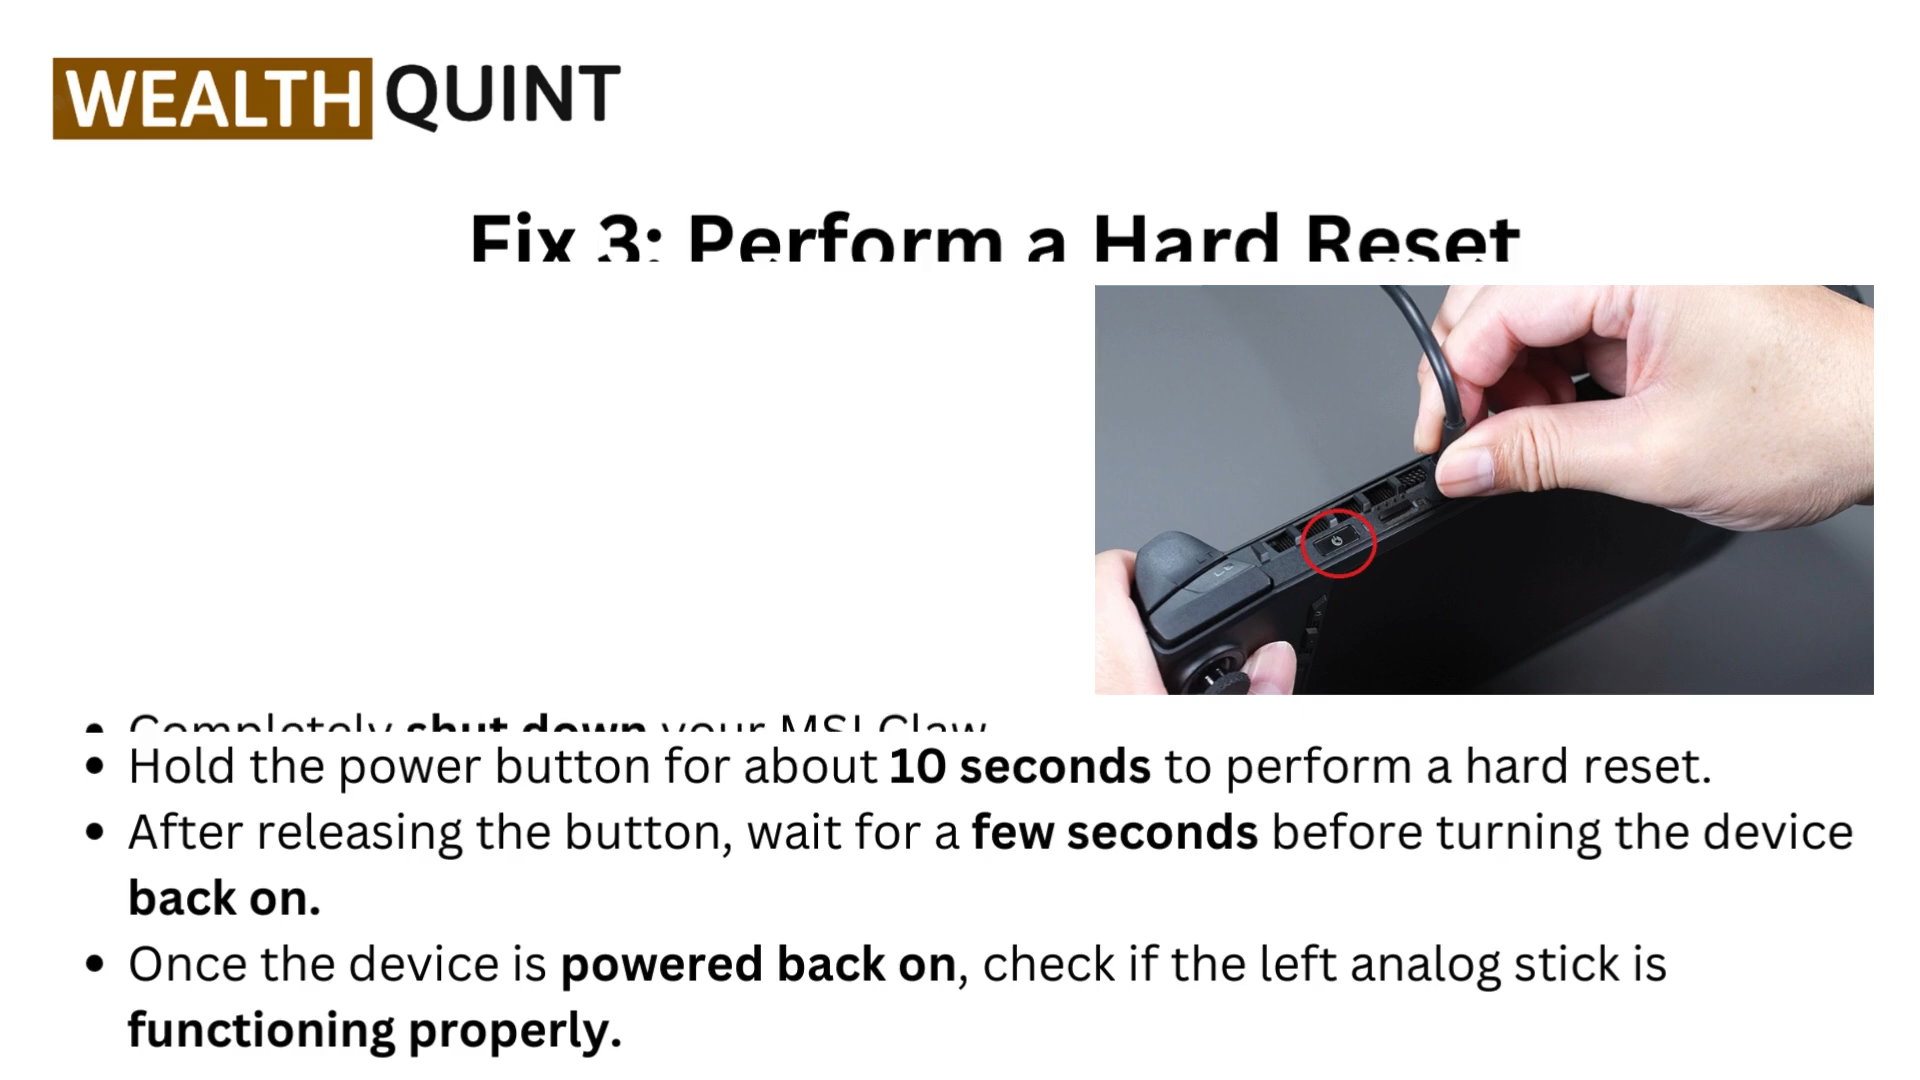 WEALTH QUINT
Fix 3: Perform a Hard Reset
• Completely shut down your MSI Claw
• Hold the power button for about 10 seconds to perform a hard reset.
• After releasing the button, wait for a few seconds before turning the device
back on.
• Once the device is powered back on, check if the left analog stick is
functioning properly.